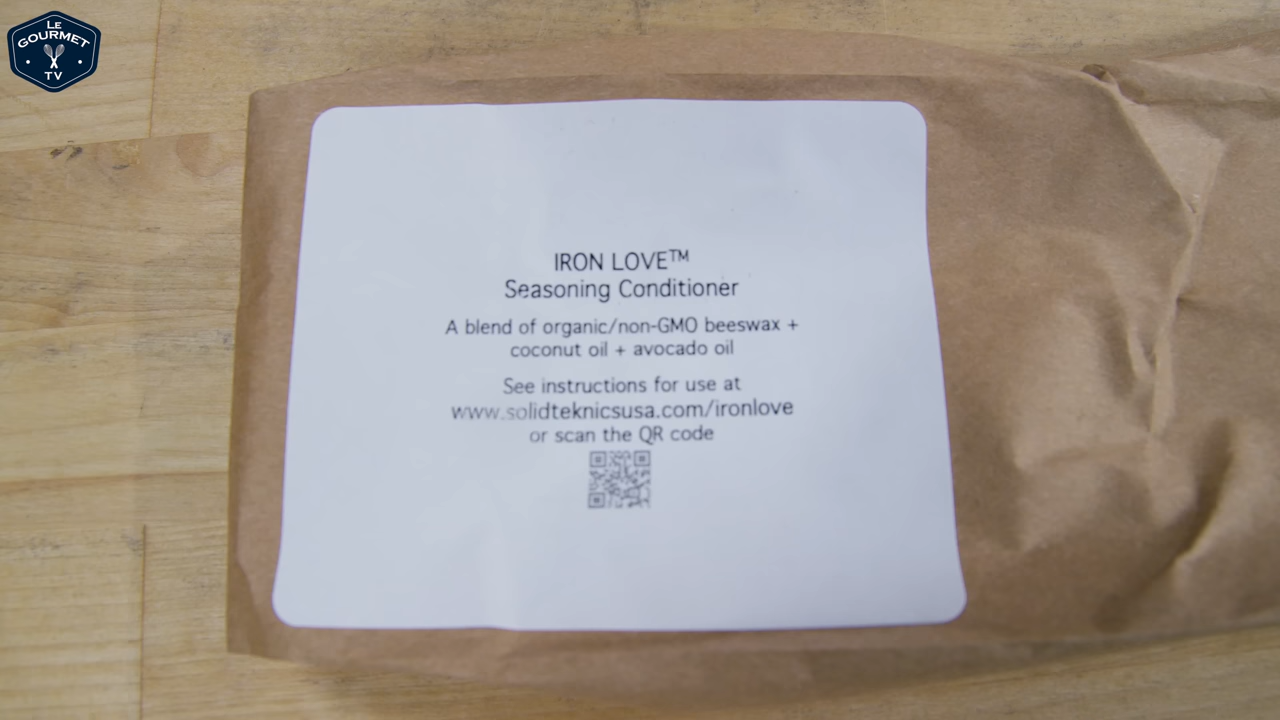 LE
GOURMET
TV
IRON LOVE™
Seasoning Conditioner
A blend of organic/non-GMO beeswax +
coconut oil + avocado oil
See instructions for use at
www.solidteknicsusa.com/ironlove
or scan the QR code